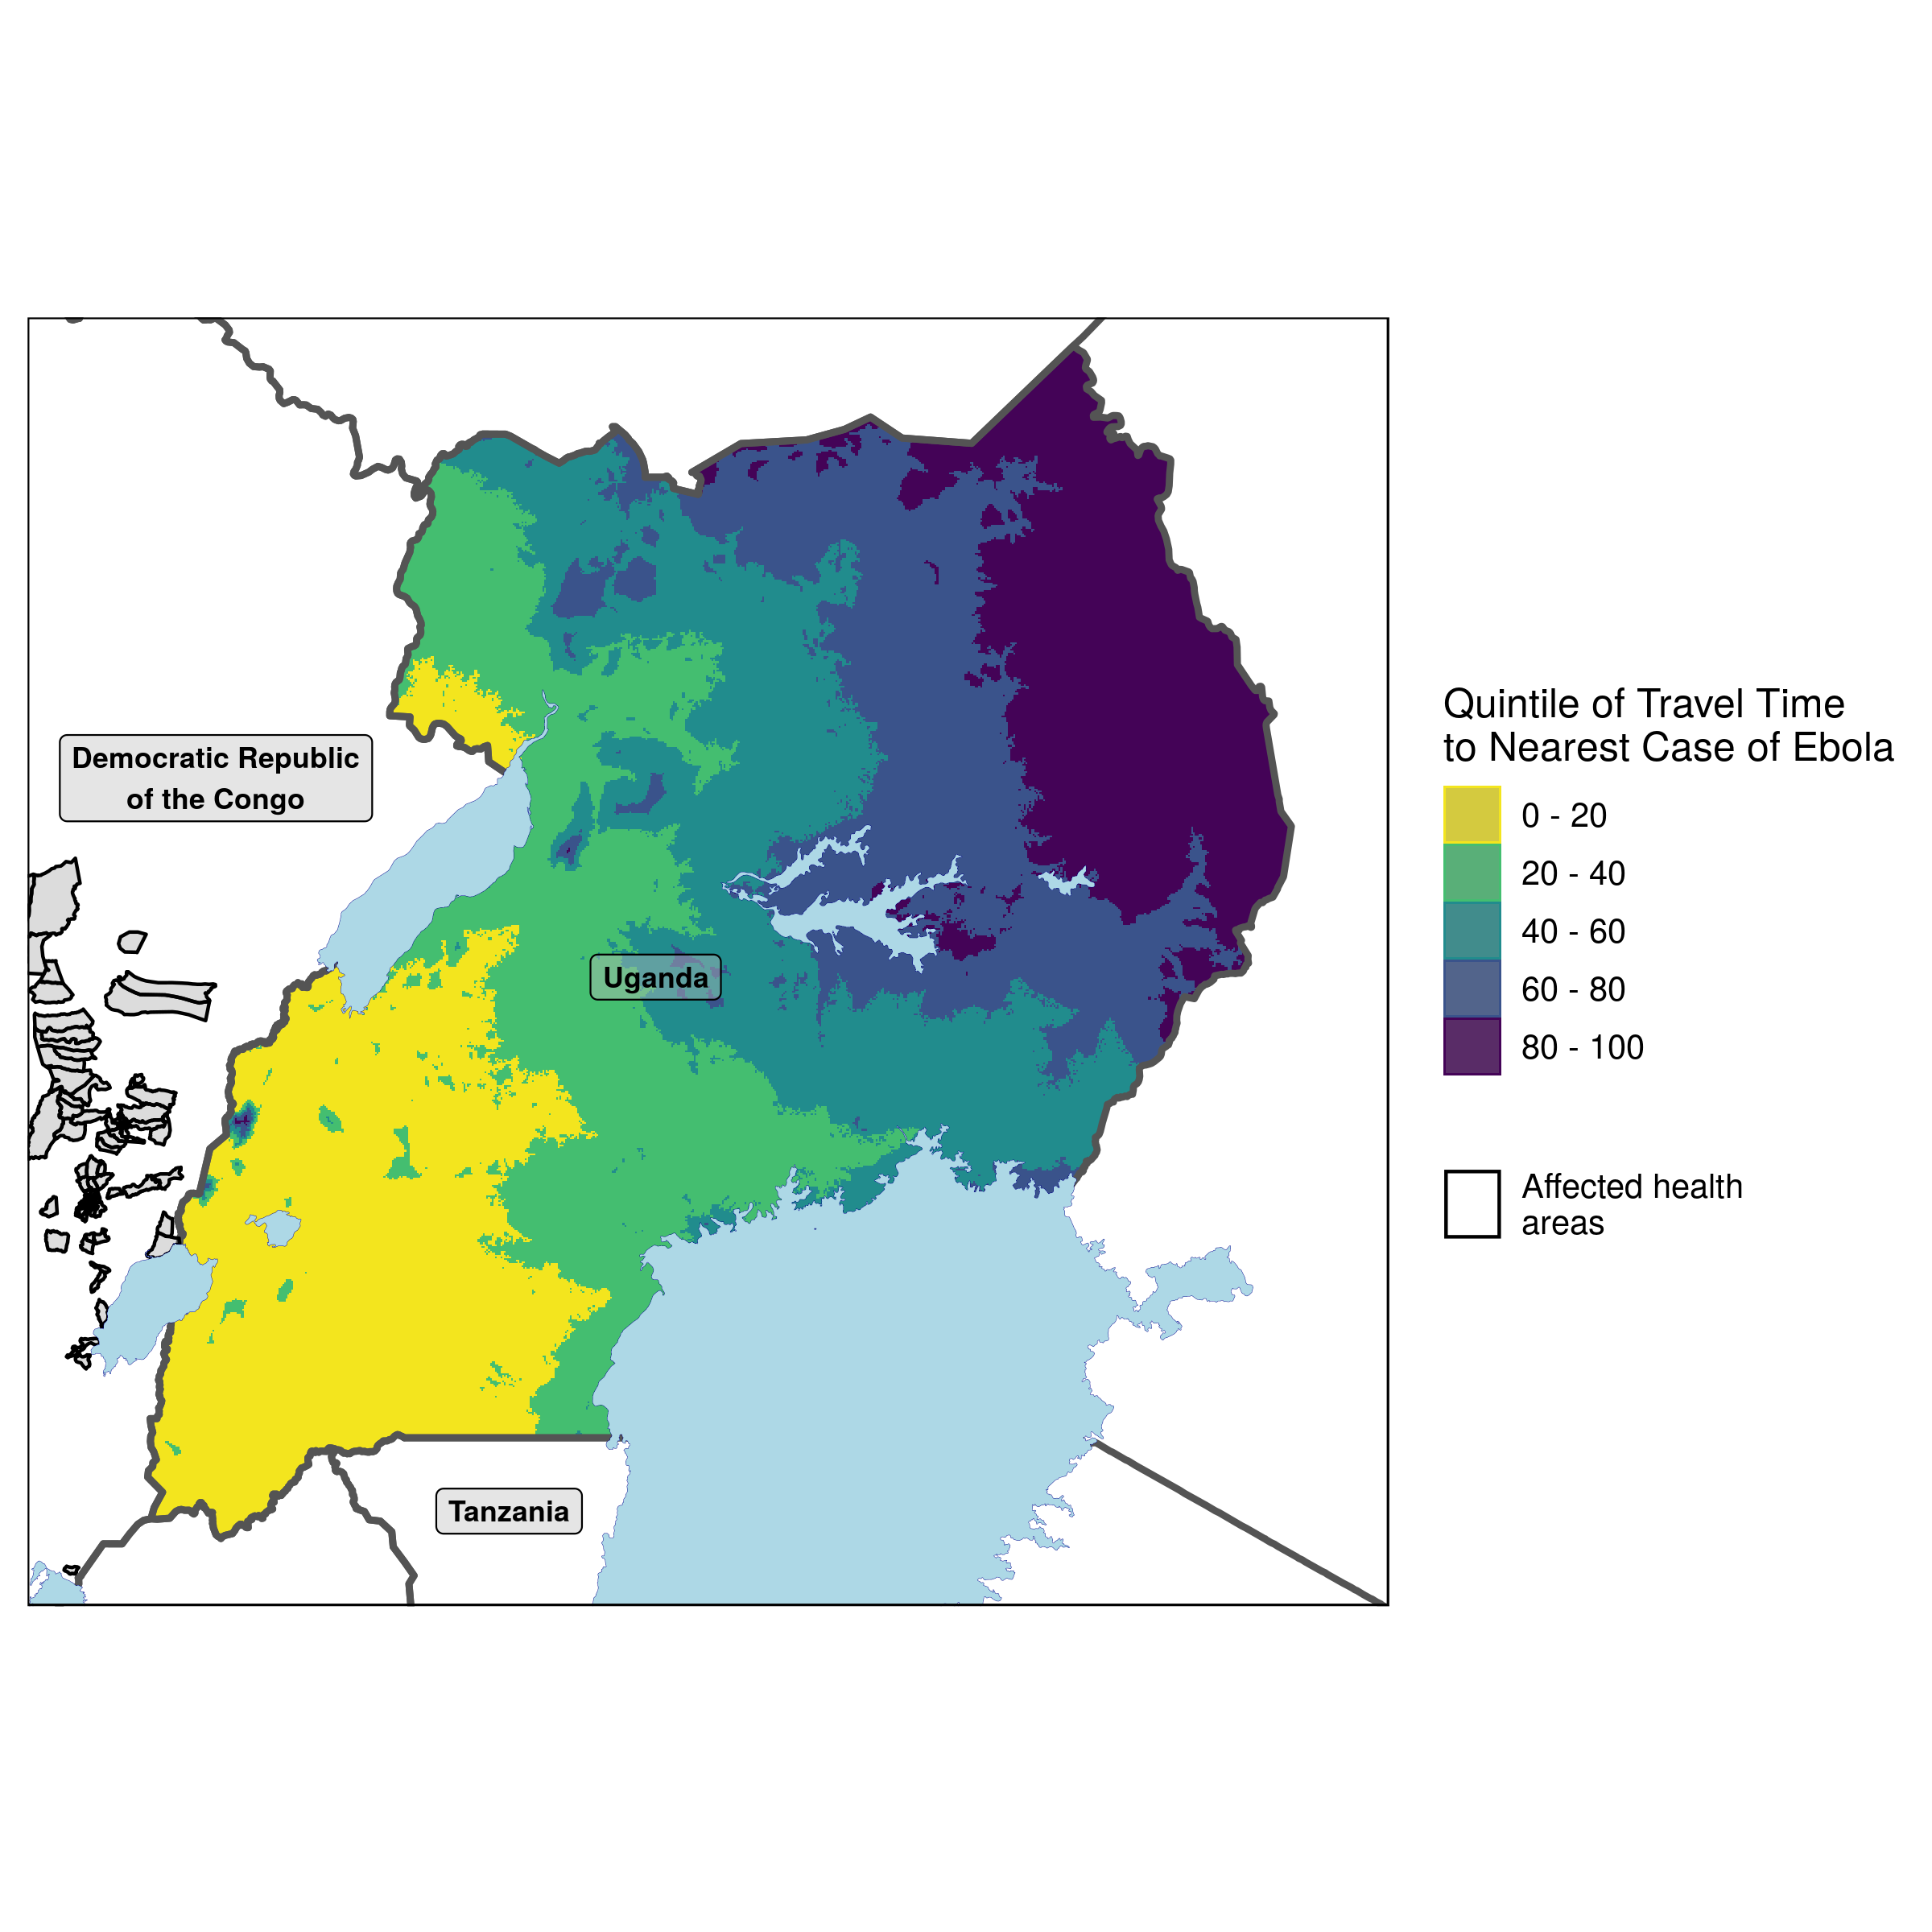 Democratic Republic
of the Congo
Uganda
Tanzania
Quintile of Travel Time
to Nearest Case of Ebola
0 - 20
20 - 40
40 - 60
60 - 80
80 - 100
Affected health
areas